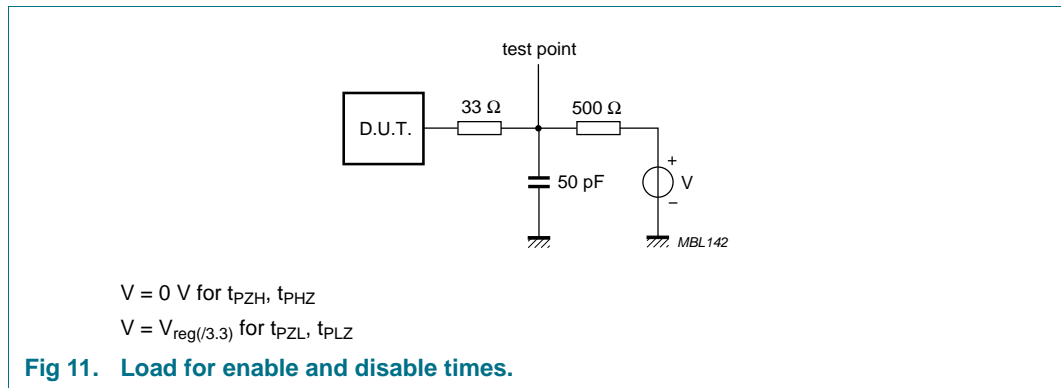 test point
33 Ω
500 Ω
D.U.T.
+
50 pF
V
−
MBL142
V = 0 V for tPZH, tPHZ
V = Vreg(/3.3) for tPZL, tPLZ
Fig 11. Load for enable and disable times.